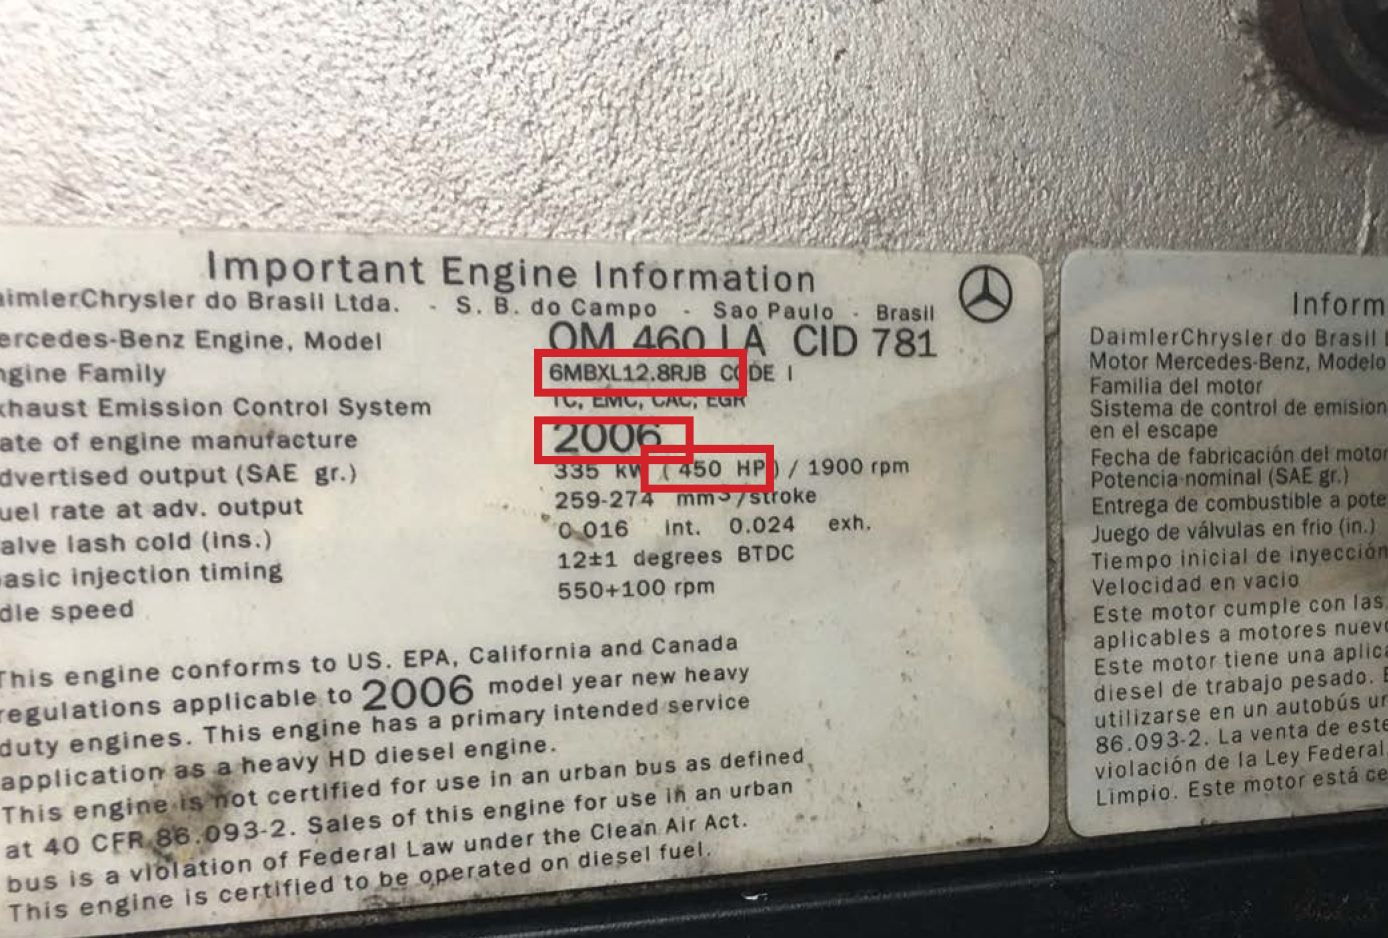 Important Engine Information
aimlerChrysler do Brasil Ltda. - S. B. do Campo - Sao Paulo - Brasil
ercedes-Benz Engine, Model OM 460 LA CID 781
ngine Family 6MBXL12.8RJB CODE I
xhaust Emission Control System TC, EMC, CAC, EGR
ate of engine manufacture 2006
dvertised output (SAE gr.) 335 kW (450 HP) / 1900 rpm
uel rate at adv. output 259-274 mm³/stroke
alve lash cold (ins.) 0.016 int. 0.024 exh.
asic injection timing 12±1 degrees BTDC
dle speed 550+100 rpm
This engine conforms to US. EPA, California and Canada
regulations applicable to 2006 model year new heavy
duty engines. This engine has a primary intended service
application as a heavy HD diesel engine.
This engine is not certified for use in an urban bus as defined
at 40 CFR 86.093-2. Sales of this engine for use in an urban
bus is a violation of Federal Law under the Clean Air Act.
This engine is certified to be operated on diesel fuel.
Inform
DaimlerChrysler do Brasil L
Motor Mercedes-Benz, Modelo
Familia del motor
Sistema de control de emision
en el escape
Fecha de fabricación del motor
Potencia nominal (SAE gr.)
Entrega de combustible a pote
Juego de válvulas en frio (in.)
Tiempo inicial de inyección
Velocidad en vacio
Este motor cumple con las
aplicables a motores nuevo
Este motor tiene una aplica
diesel de trabajo pesado. E
utilizarse en un autobús ur
86.093-2. La venta de este
violación de la Ley Federal
Limpio. Este motor está ce